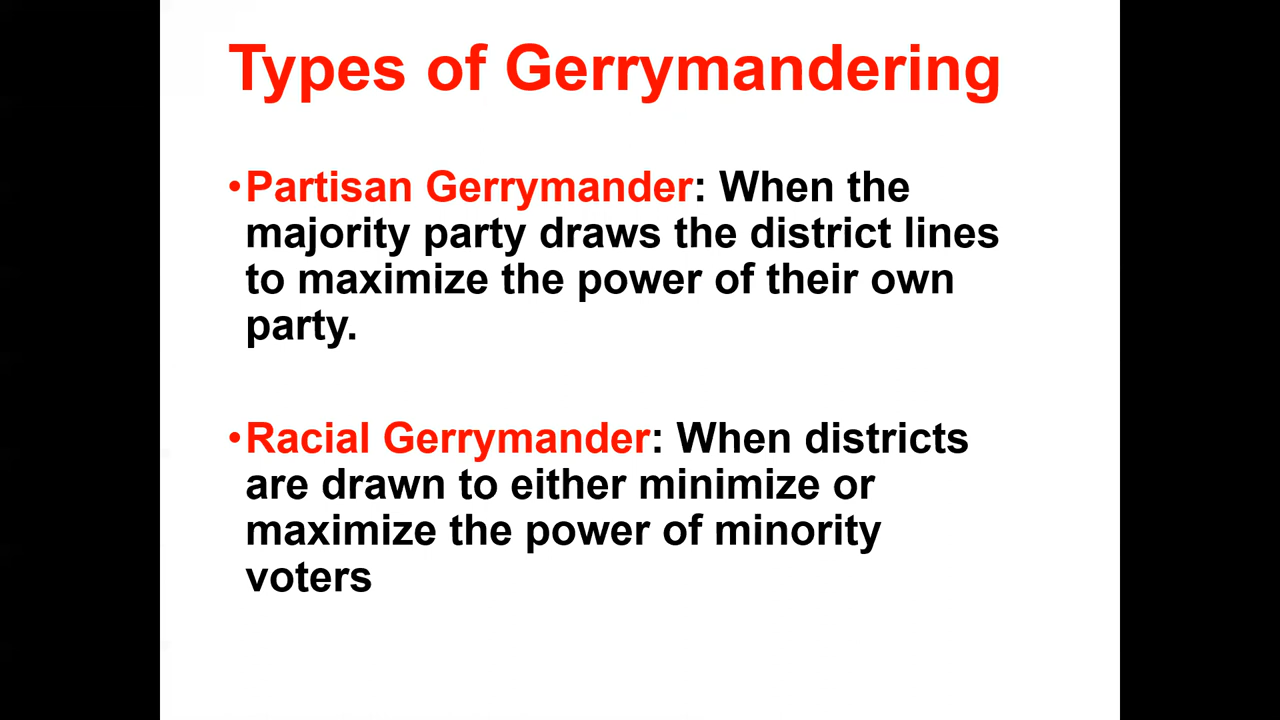 Types of Gerrymandering
•Partisan Gerrymander: When the
majority party draws the district lines
to maximize the power of their own
party.
•Racial Gerrymander: When districts
are drawn to either minimize or
maximize the power of minority
voters